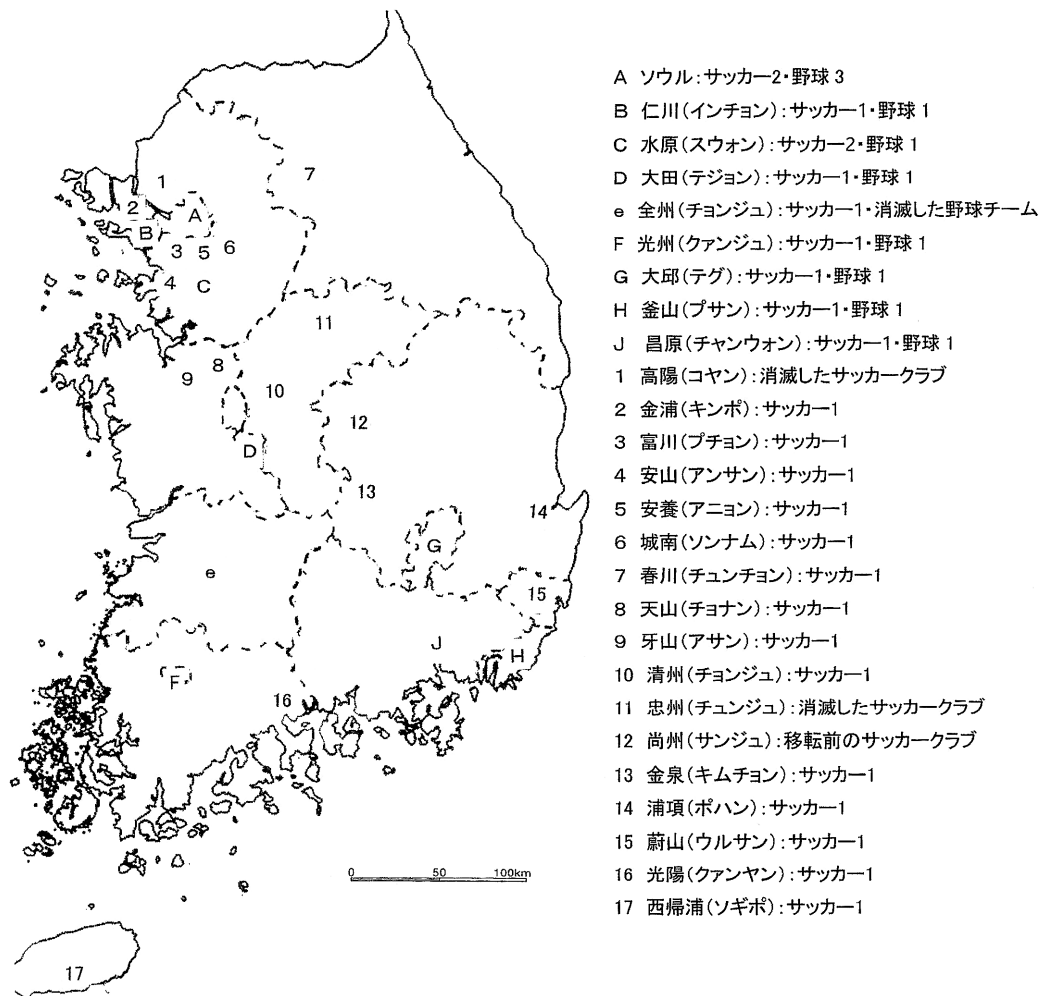 A ソウル:サッカー2・野球3
B 仁川(インチョン):サッカー1・野球1
C 水原(スウォン):サッカー2・野球1
D 大田(テジョン):サッカー1・野球1
e 全州(チョンジュ):サッカー1・消滅した野球チーム
F 光州(クァンジュ):サッカー1・野球1
G 大邱(テグ):サッカー1・野球1
H 釜山(プサン):サッカー1・野球1
J 昌原(チャンウォン):サッカー1・野球1
1 高陽(コヤン):消滅したサッカークラブ
2 金浦(キンポ):サッカー1
3 富川(プチョン):サッカー1
4 安山(アンサン):サッカー1
5 安養(アニョン):サッカー1
6 城南(ソンナム):サッカー1
7 春川(チュンチョン):サッカー1
8 天山(チョナン):サッカー1
9 牙山(アサン):サッカー1
10 清州(チョンジュ):サッカー1
11 忠州(チュンジュ):消滅したサッカークラブ
12 尚州(サンジュ):移転前のサッカークラブ
13 金泉(キムチョン):サッカー1
14 浦項(ポハン):サッカー1
15 蔚山(ウルサン):サッカー1
16 光陽(クァンヤン):サッカー1
17 西帰浦(ソギポ):サッカー1
1
7
2
A
B
3
5
6
4
C
11
8
9
10
12
D
13
14
G
e
15
J
H
F
16
0 50 100km
17